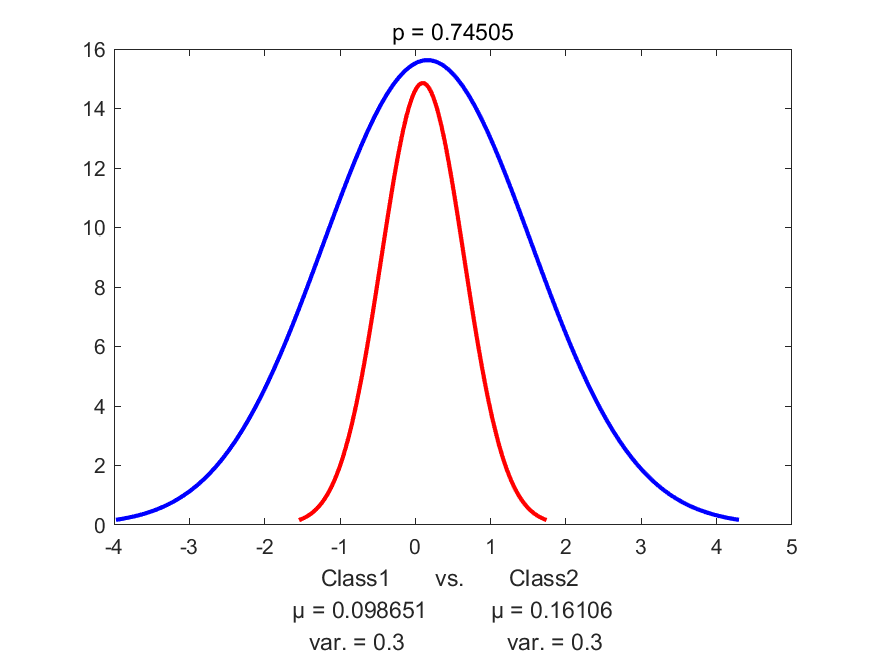 p = 0.74505
16
14
12
10
8
6
4
2
0
-4 -3 -2 -1 0 1 2 3 4 5
Class1 vs. Class2
μ = 0.098651 μ = 0.16106
var. = 0.3 var. = 0.3